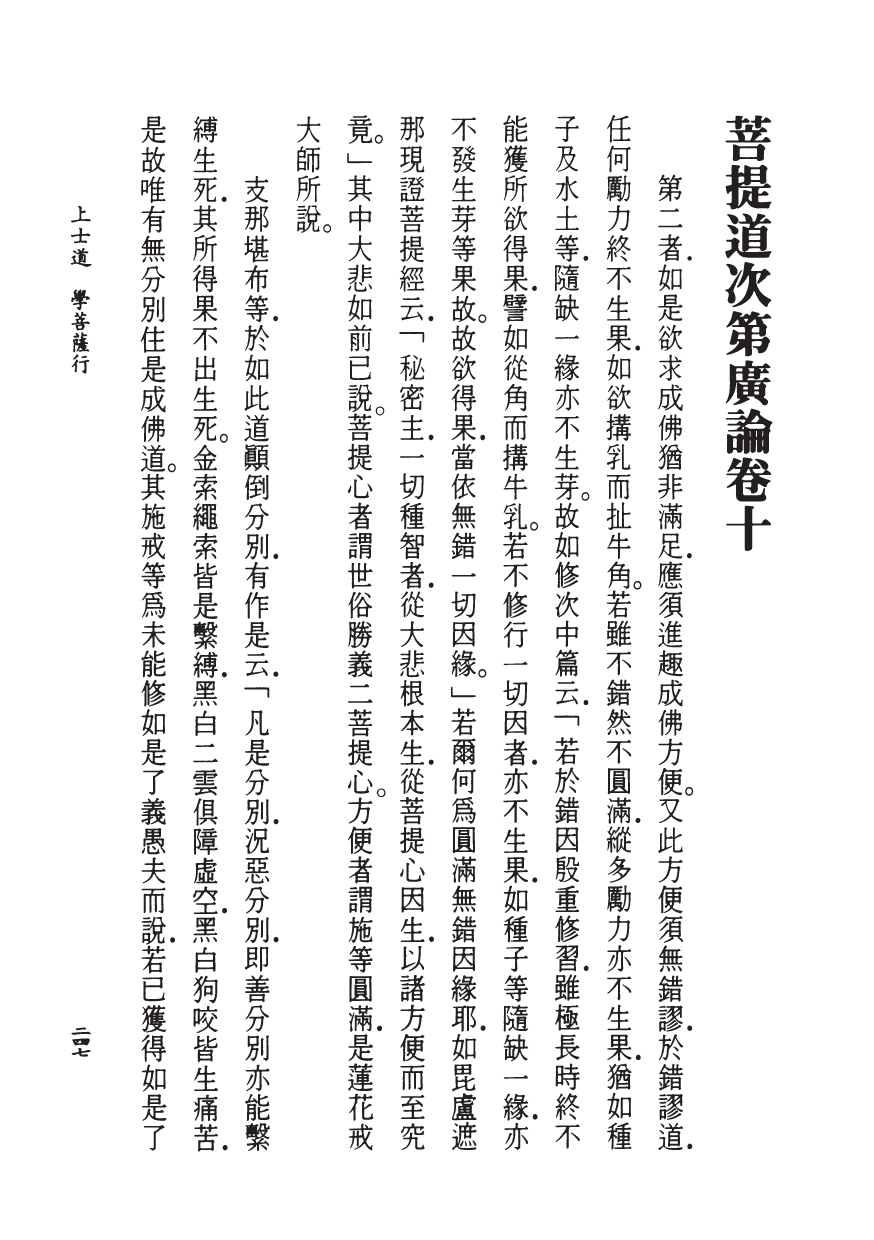 菩提道次第廣論卷十
第二者．如是欲求成佛猶非滿足．應須進趣成佛方便。又此方便須無錯謬．於錯謬道．
任何勵力終不生果．如欲搆乳而扯牛角。若雖不錯然不圓滿．縱多勵力亦不生果．猶如種
子及水土等．隨缺一緣亦不生芽。故如修次中篇云．「若於錯因殷重修習．雖極長時終不
能獲所欲得果．譬如從角而搆牛乳。若不修行一切因者．亦不生果．如種子等隨缺一緣．亦
不發生芽等果故。故欲得果．當依無錯一切因緣。」若爾何爲圓滿無錯因緣耶．如毘盧遮
那現證菩提經云．「秘密主．一切種智者．從大悲根本生．從菩提心因生．以諸方便而至究
竟。」其中大悲如前已說。菩提心者謂世俗勝義二菩提心。方便者謂施等圓滿．是蓮花戒
大師所說。
支那堪布等．於如此道顚倒分別．有作是云．「凡是分別．況惡分別．即善分別亦能繫
縛生死．其所得果不出生死。金索繩索皆是繫縛．黑白二雲俱障虛空．黑白狗咬皆生痛苦．
是故唯有無分別住是成佛道。其施戒等爲未能修如是了義愚夫而說．若已獲得如是了
上士道　學菩薩行
二四七